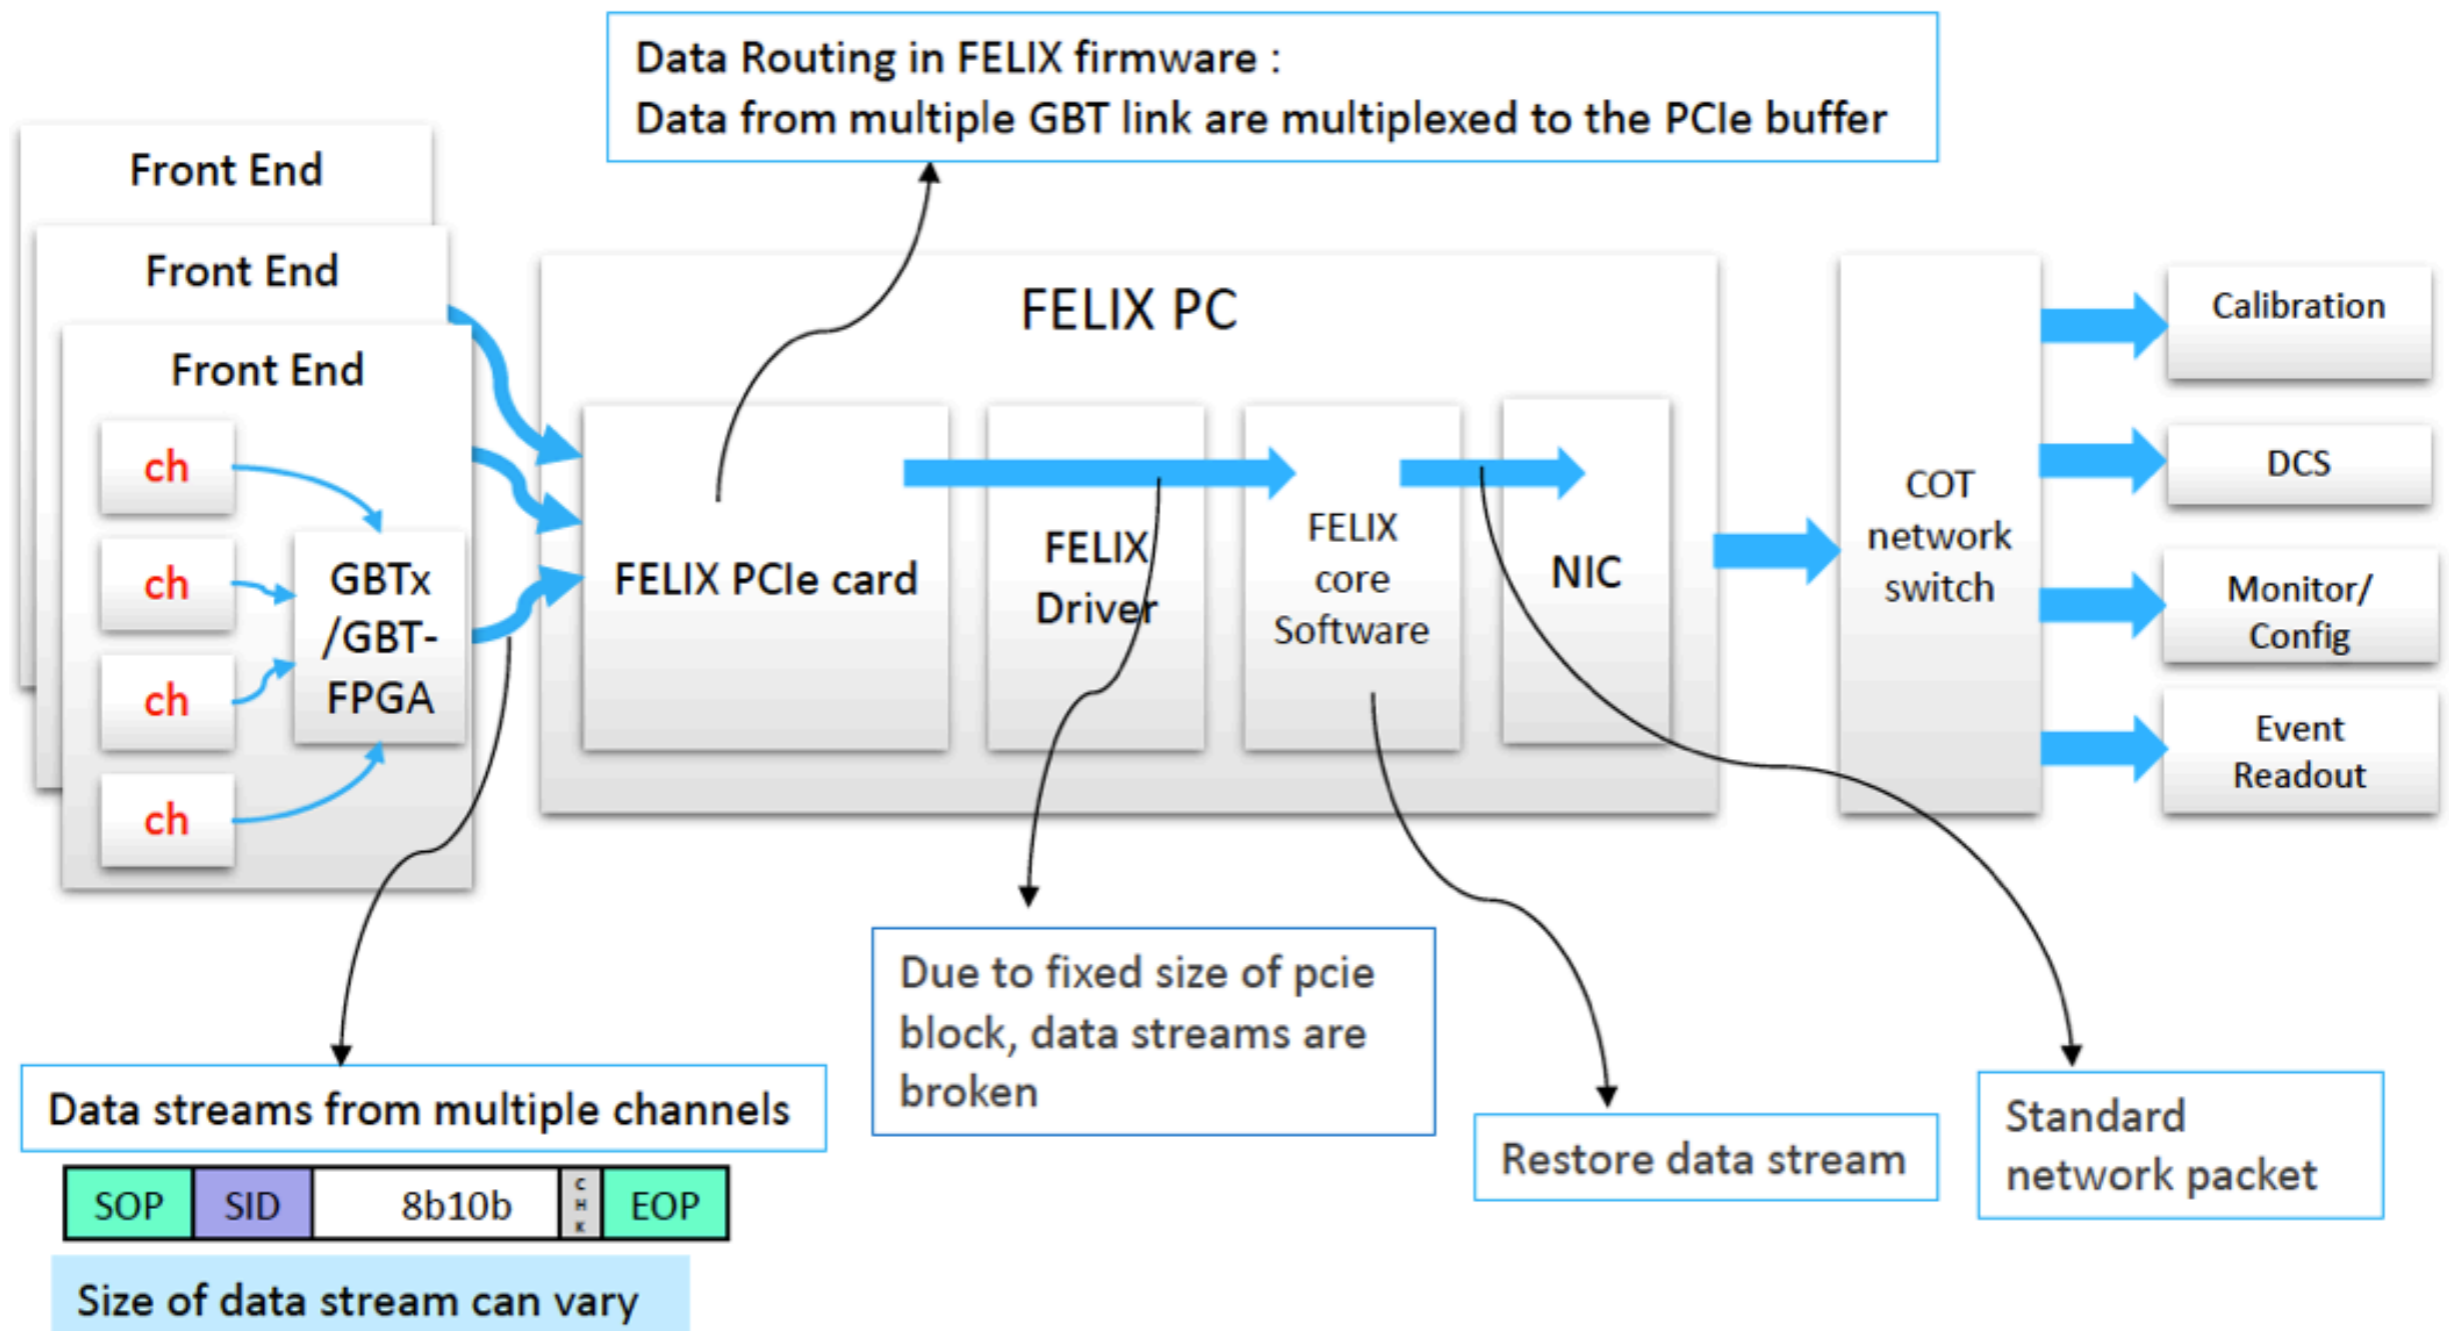 Data Routing in FELIX firmware :
Data from multiple GBT link are multiplexed to the PCIe buffer
Front End
Front End
Front End
ch
ch
ch
ch
GBTx
/GBT-
FPGA
FELIX PC
FELIX PCIe card
FELIX
Driver
FELIX
core
Software
NIC
COT
network
switch
Calibration
DCS
Monitor/
Config
Event
Readout
Data streams from multiple channels
SOP
SID
8b10b
CHK
EOP
Size of data stream can vary
Due to fixed size of pcie
block, data streams are
broken
Restore data stream
Standard
network packet